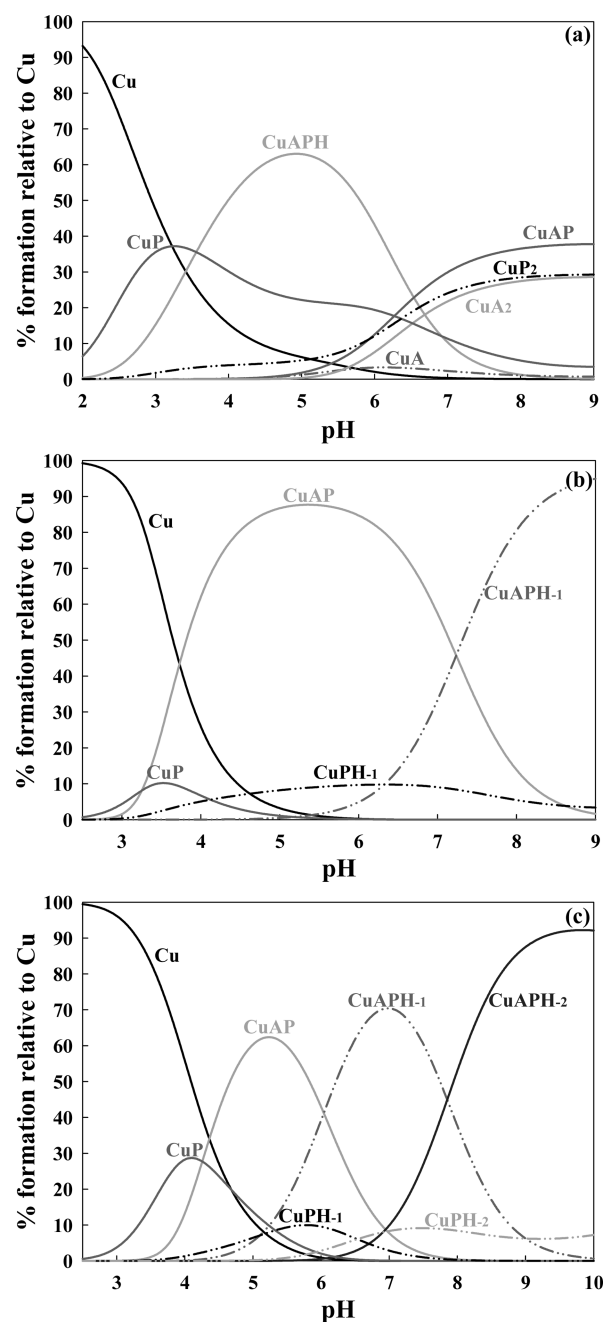 (a)
% formation relative to Cu
100
90
80
70
60
50
40
30
20
10
0
Cu
CuP
CuAPH
CuAP
CuP2
CuA2
CuA
2 3 4 5 6 7 8 9
pH
(b)
% formation relative to Cu
100
90
80
70
60
50
40
30
20
10
0
Cu
CuAP
CuAPH-1
CuP
CuPH-1
3 4 5 6 7 8 9
pH
(c)
% formation relative to Cu
100
90
80
70
60
50
40
30
20
10
0
Cu
CuAPH-1
CuAPH-2
CuAP
CuP
CuPH-1
CuPH-2
3 4 5 6 7 8 9 10
pH